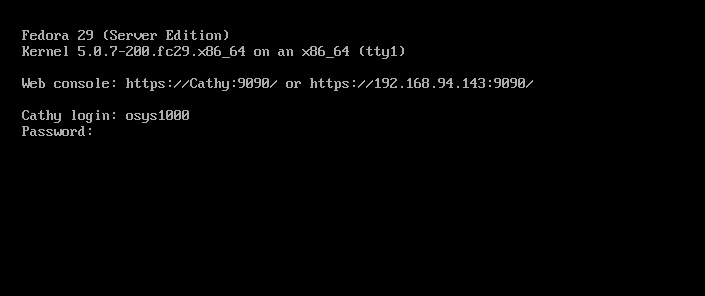 Fedora 29 (Server Edition)
Kernel 5.0.7-200.fc29.x86_64 on an x86_64 (tty1)
Web console: https://Cathy:9090/ or https://192.168.94.143:9090/
Cathy login: osys1000
Password: